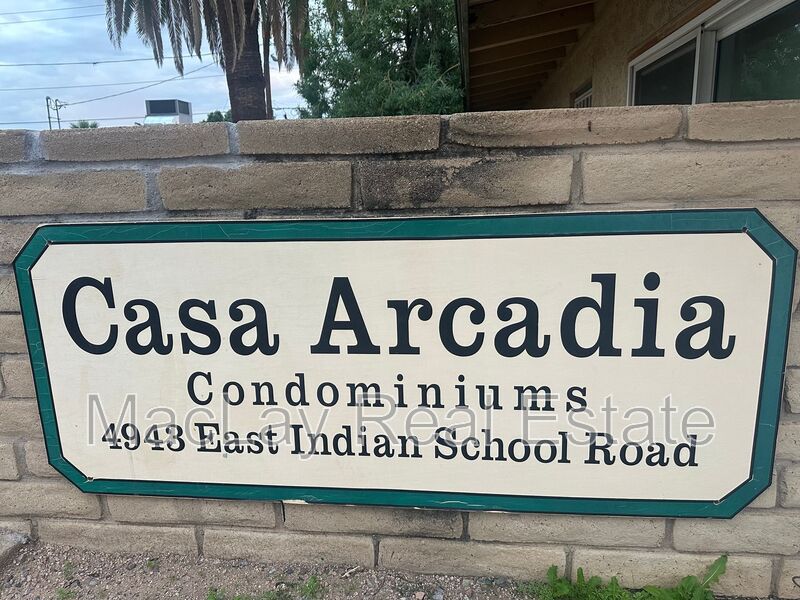 Casa Arcadia
Condominiums
MacLay Real Estate
4943 East Indian School Road